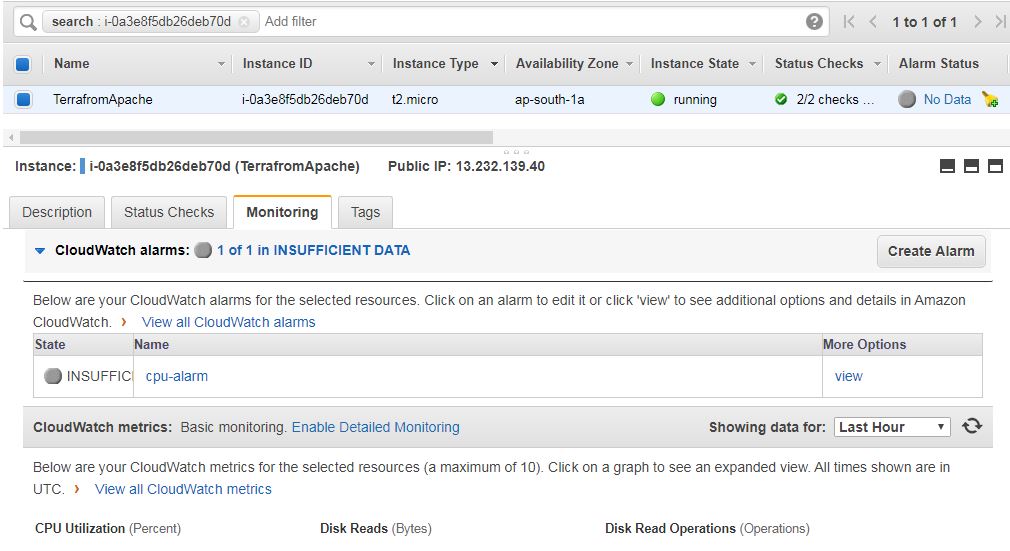 search : i-0a3e8f5db26deb70d Add filter 1 to 1 of 1
Name Instance ID Instance Type Availability Zone Instance State Status Checks Alarm Status
TerrafromApache i-0a3e8f5db26deb70d t2.micro ap-south-1a running 2/2 checks ... No Data
Instance: i-0a3e8f5db26deb70d (TerrafromApache) Public IP: 13.232.139.40
Description Status Checks Monitoring Tags
CloudWatch alarms: 1 of 1 in INSUFFICIENT DATA Create Alarm
Below are your CloudWatch alarms for the selected resources. Click on an alarm to edit it or click 'view' to see additional options and details in Amazon
CloudWatch. › View all CloudWatch alarms
State Name More Options
INSUFFICI cpu-alarm view
CloudWatch metrics: Basic monitoring. Enable Detailed Monitoring Showing data for: Last Hour
Below are your CloudWatch metrics for the selected resources (a maximum of 10). Click on a graph to see an expanded view. All times shown are in
UTC. › View all CloudWatch metrics
CPU Utilization (Percent) Disk Reads (Bytes) Disk Read Operations (Operations)